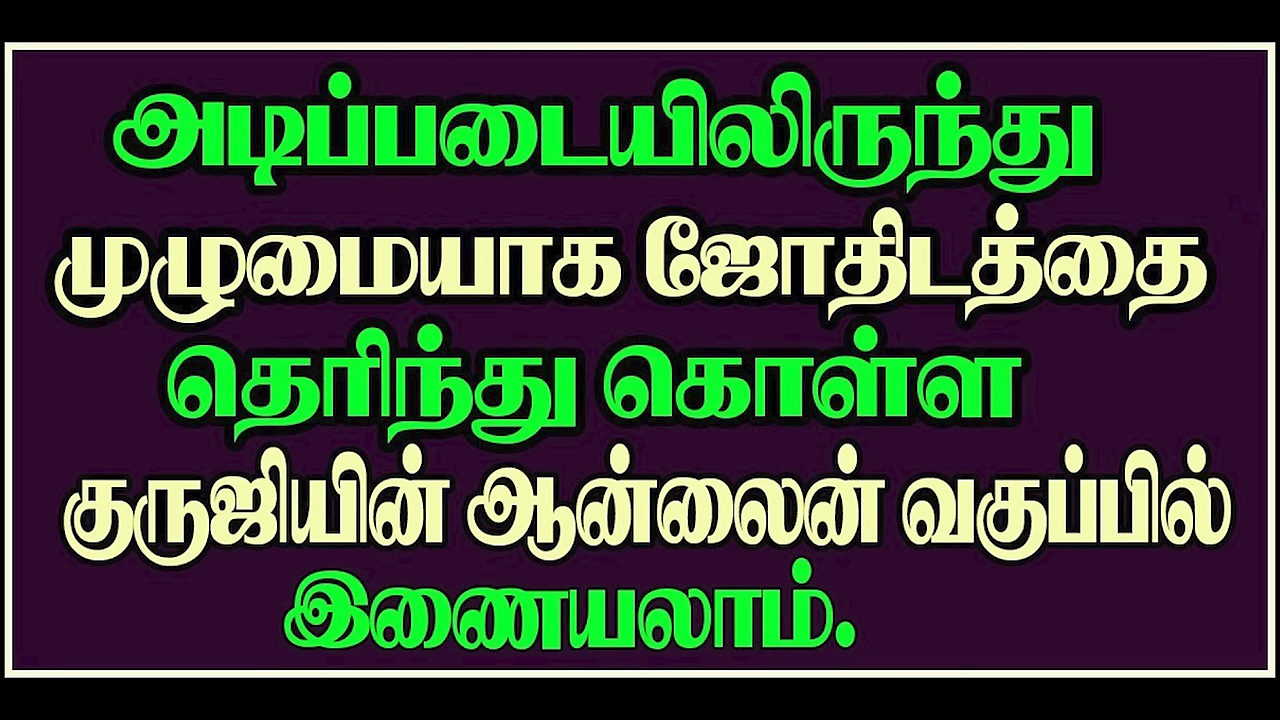 அடிப்படையிலிருந்து
முழுமையாக ஜோதிடத்தை
தெரிந்து கொள்ள
குருஜியின் ஆன்லைன் வகுப்பில்
இணையலாம்.